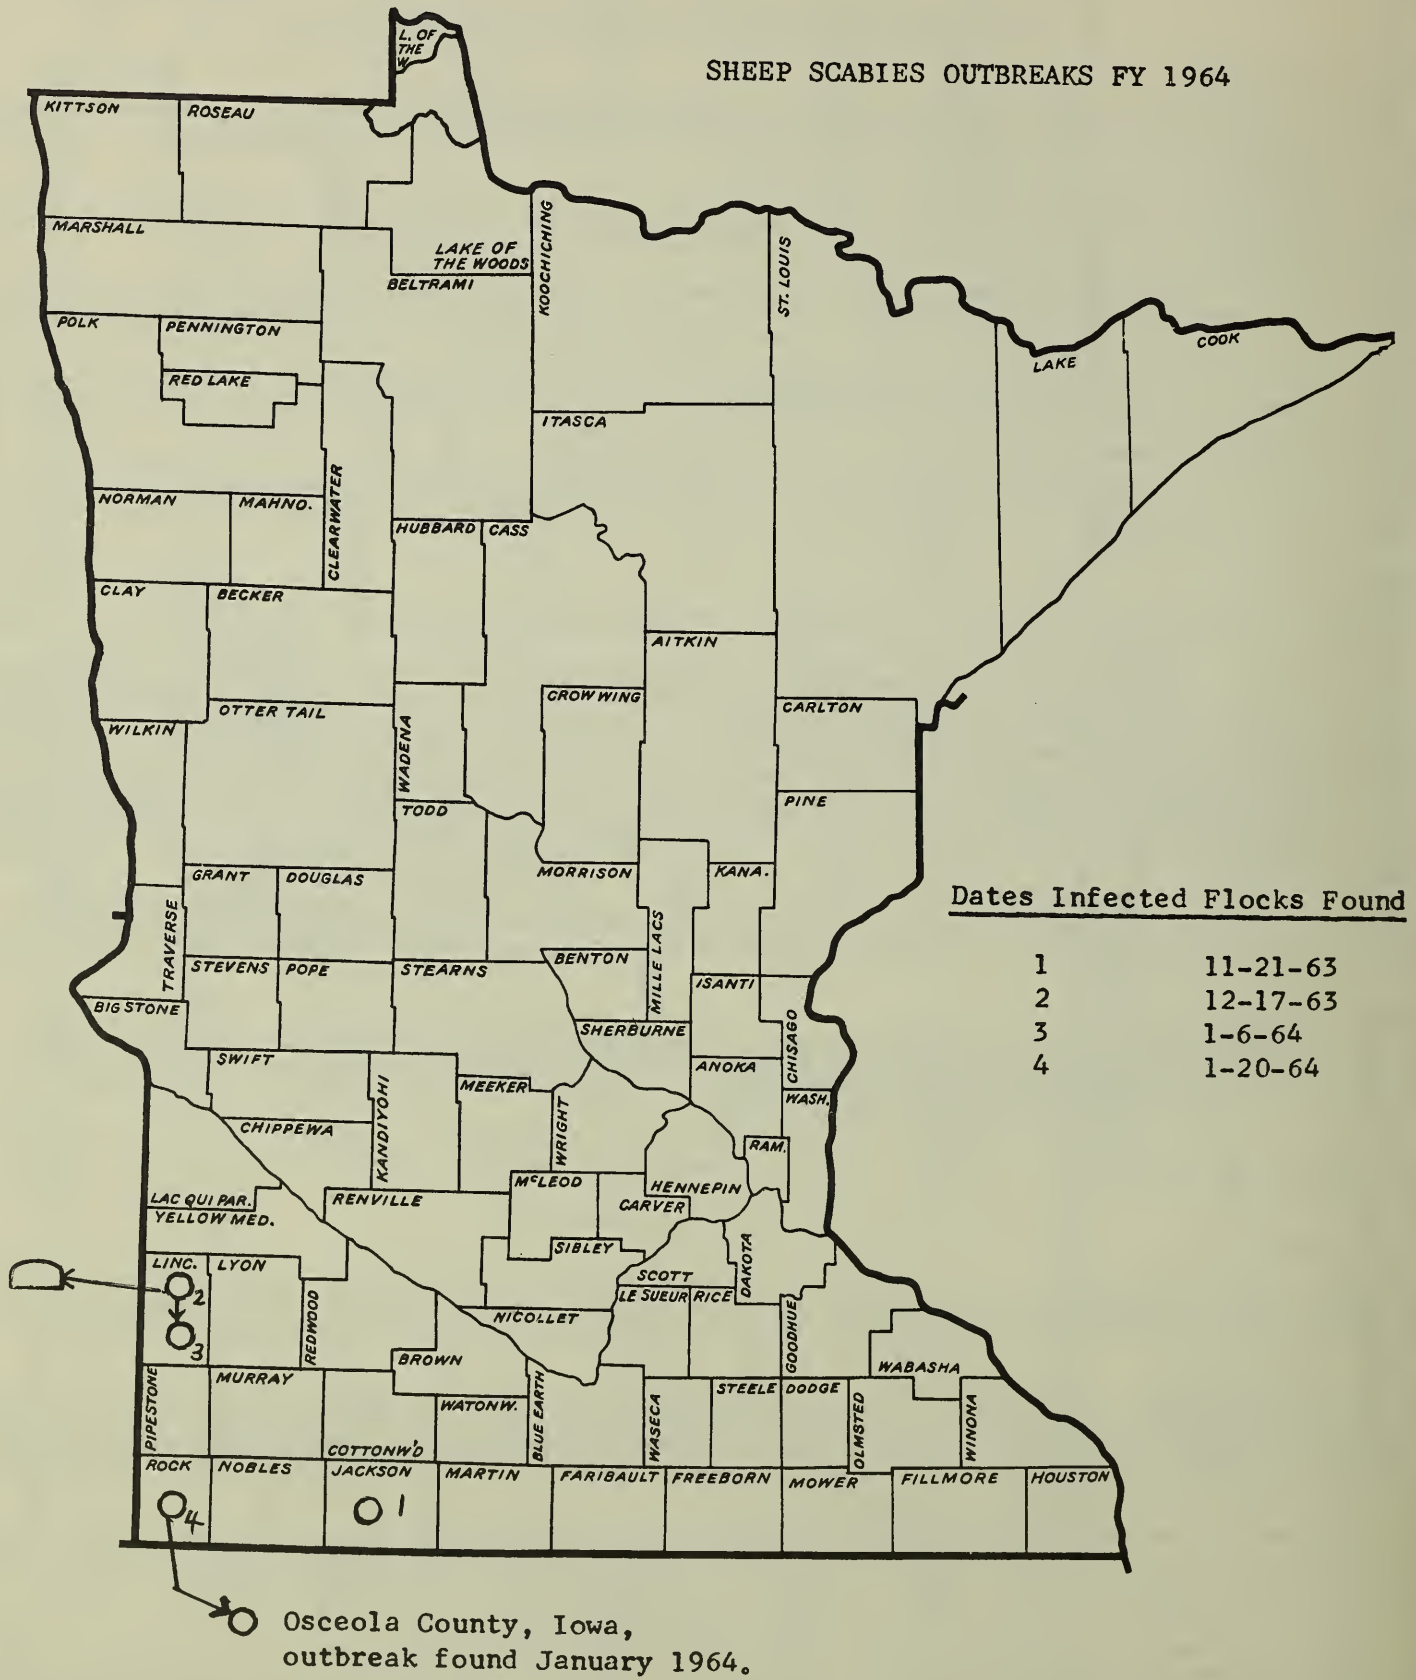 SHEEP SCABIES OUTBREAKS FY 1964
L. OF
THE
W.
KITTSON
ROSEAU
MARSHALL
LAKE OF
THE WOODS
BELTRAMI
KOOCHICHING
ST. LOUIS
POLK
PENNINGTON
RED LAKE
LAKE
COOK
ITASCA
CLEARWATER
NORMAN
MAHNO.
HUBBARD
CASS
CLAY
BECKER
AITKIN
CROW WING
CARLTON
OTTER TAIL
WILKIN
WADENA
TODD
PINE
GRANT
DOUGLAS
MORRISON
KANA.
Dates Infected Flocks Found
1 11-21-63
2 12-17-63
3 1-6-64
4 1-20-64
TRAVERSE
STEVENS
POPE
STEARNS
BENTON
MILLE LACS
ISANTI
BIG STONE
SHERBURNE
CHISAGO
SWIFT
MEEKER
ANOKA
WASH.
KANDIYOHI
CHIPPEWA
WRIGHT
RAM.
LAC QUI PAR.
RENVILLE
McLEOD
HENNEPIN
CARVER
YELLOW MED.
SIBLEY
DAKOTA
LINC.
LYON
SCOTT
2
3
REDWOOD
LE SUEUR
RICE
NICOLLET
GOODHUE
BROWN
WABASHA
PIPESTONE
MURRAY
WATONW.
BLUE EARTH
WASECA
STEELE
DODGE
OLMSTED
WINONA
COTTONW'D
ROCK
NOBLES
JACKSON
MARTIN
FARIBAULT
FREEBORN
MOWER
FILLMORE
HOUSTON
4
1
Osceola County, Iowa,
outbreak found January 1964.